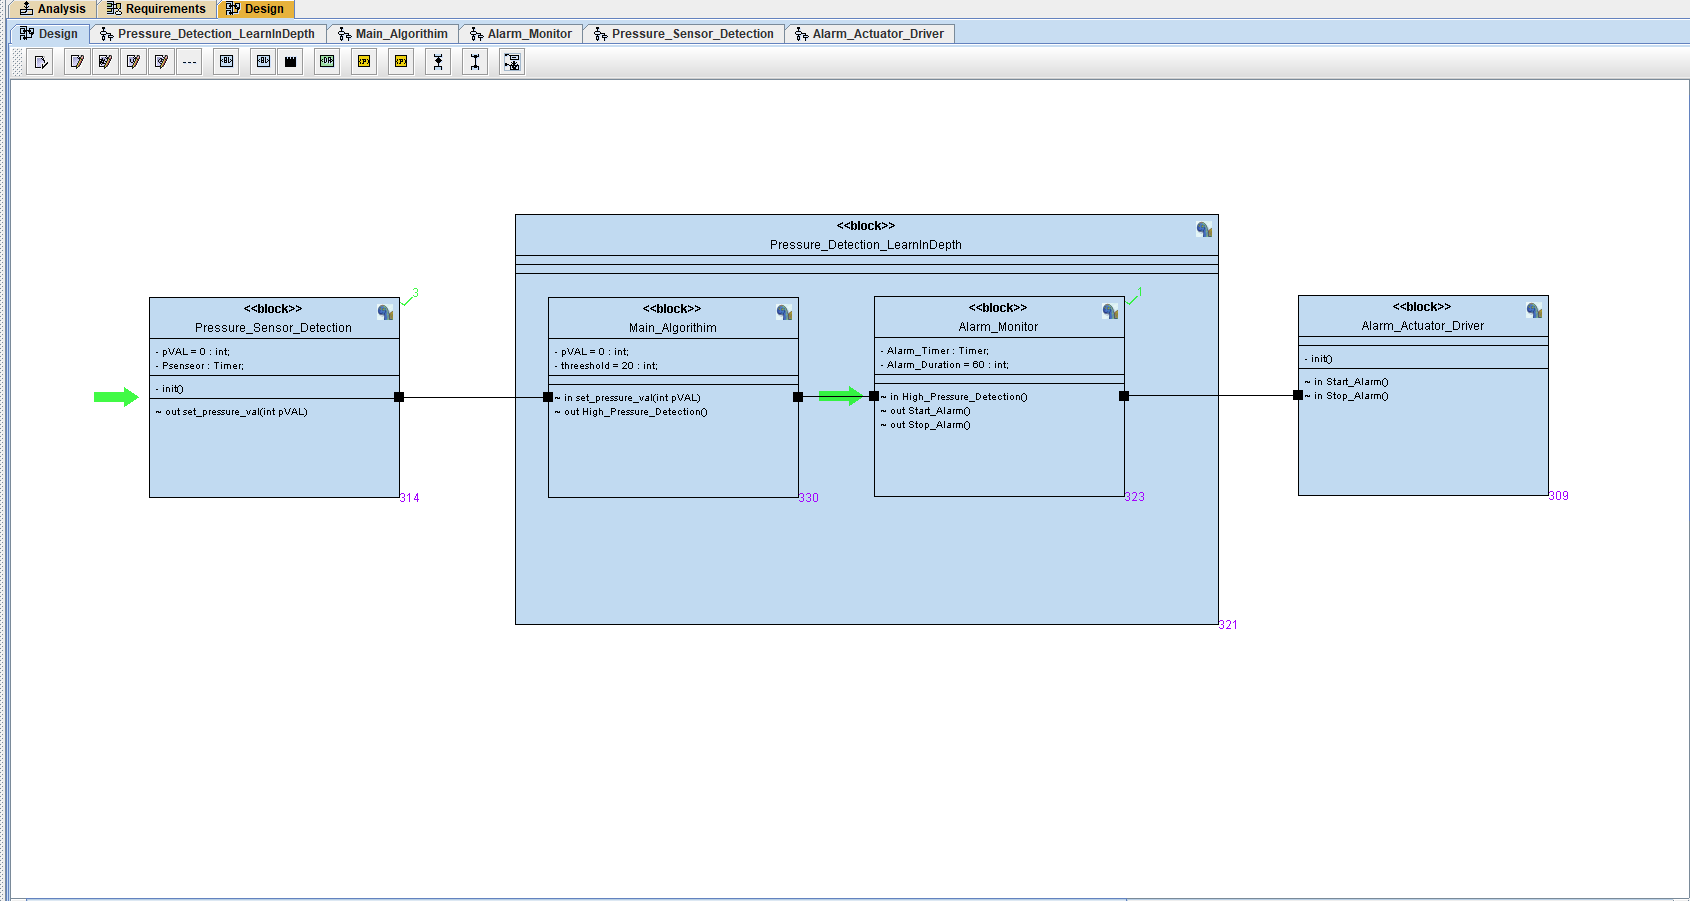 Analysis
Requirements
Design
Design
Pressure_Detection_LearnInDepth
Main_Algorithim
Alarm_Monitor
Pressure_Sensor_Detection
Alarm_Actuator_Driver
<<block>>
Pressure_Detection_LearnInDepth
3
<<block>>
Pressure_Sensor_Detection
- pVAL = 0 : int;
- Psenseor : Timer;
- init()
~ out set_pressure_val(int pVAL)
314
<<block>>
Main_Algorithim
- pVAL = 0 : int;
- threeshold = 20 : int;
~ in set_pressure_val(int pVAL)
~ out High_Pressure_Detection()
330
1
<<block>>
Alarm_Monitor
- Alarm_Timer : Timer;
- Alarm_Duration = 60 : int;
~ in High_Pressure_Detection()
~ out Start_Alarm()
~ out Stop_Alarm()
323
321
<<block>>
Alarm_Actuator_Driver
- init()
~ in Start_Alarm()
~ in Stop_Alarm()
309